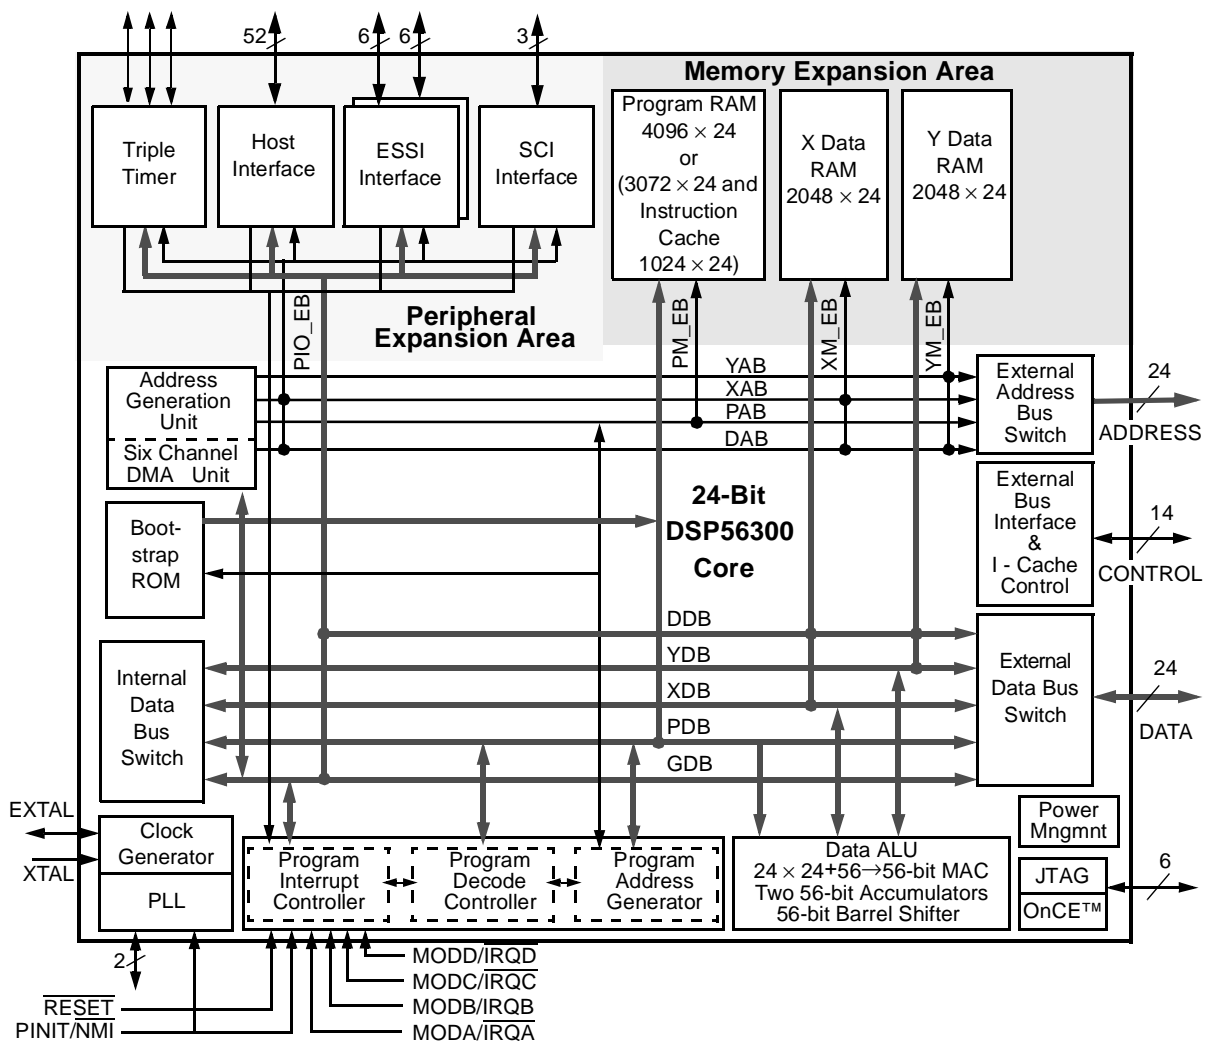 52
6
6
3
Memory Expansion Area
Triple
Timer
Host
Interface
ESSI
Interface
SCI
Interface
Program RAM
4096 × 24
or
(3072 × 24 and
Instruction
Cache
1024 × 24)
X Data
RAM
2048 × 24
Y Data
RAM
2048 × 24
Peripheral
Expansion Area
PIO_EB
PM_EB
XM_EB
YM_EB
Address
Generation
Unit
Six Channel
DMA Unit
YAB
XAB
PAB
DAB
External
Address
Bus
Switch
24
ADDRESS
24-Bit
DSP56300
Core
Boot-
strap
ROM
External
Bus
Interface
&
I - Cache
Control
14
CONTROL
DDB
YDB
XDB
PDB
GDB
Internal
Data
Bus
Switch
External
Data Bus
Switch
24
DATA
EXTAL
XTAL
Clock
Generator
PLL
Program
Interrupt
Controller
Program
Decode
Controller
Program
Address
Generator
Data ALU
24 × 24+56→56-bit MAC
Two 56-bit Accumulators
56-bit Barrel Shifter
Power
Mngmnt
JTAG
OnCE™
6
2
RESET
PINIT/NMI
MODD/IRQD
MODC/IRQC
MODB/IRQB
MODA/IRQA